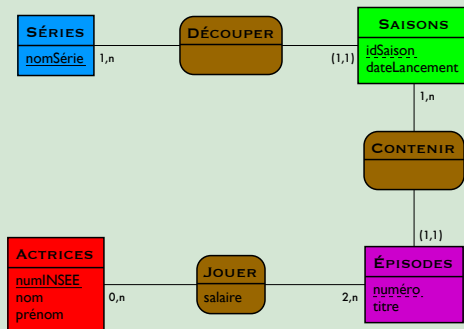 SÉRIES
nomSérie
1,n
DÉCOUPER
(1,1)
SAISONS
idSaison
dateLancement
1,n
CONTENIR
(1,1)
ACTRICES
numINSEE
nom
prénom
0,n
JOUER
salaire
2,n
ÉPISODES
numéro
titre